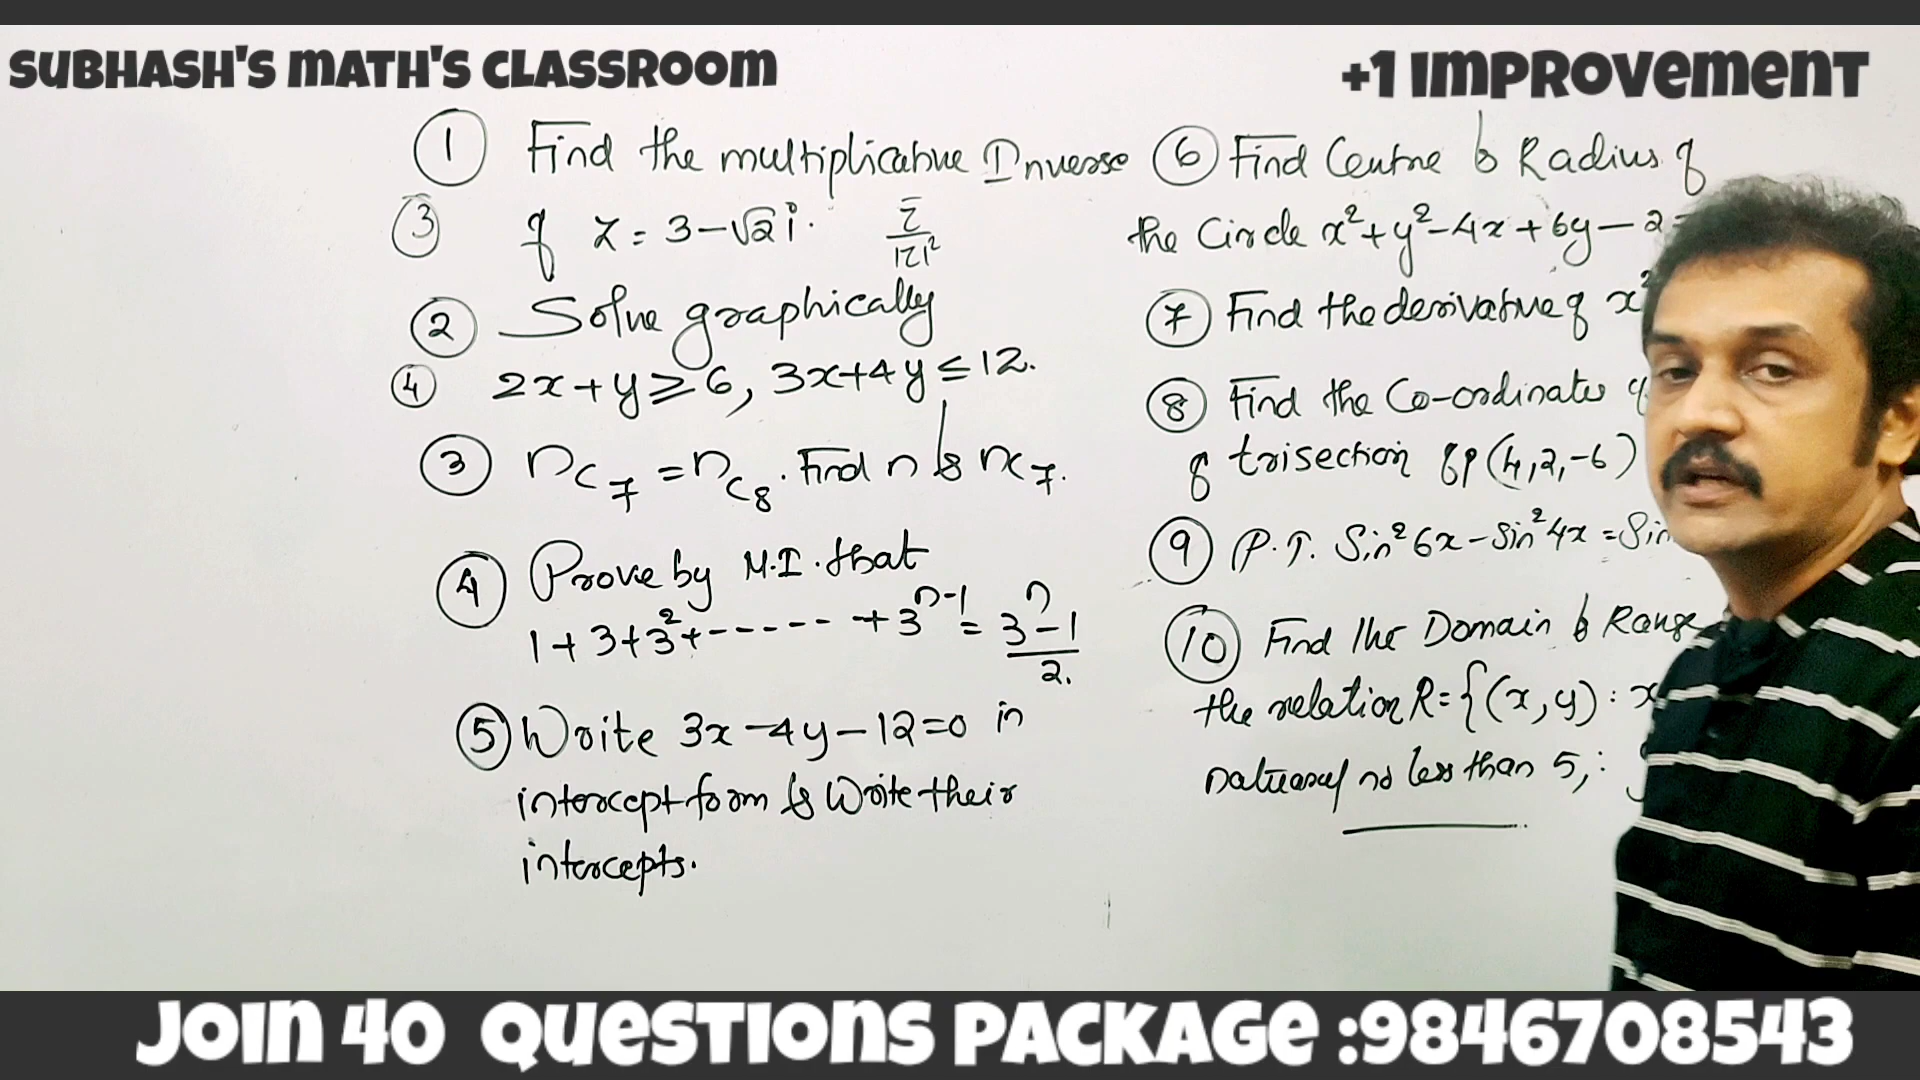 SUBHASH'S MATH'S CLASSROOM
+1 IMPROVEMENT
① Find the multiplicative Inverse
③ of z = 3-√2 i. z̄/|z|²
② Solve graphically
④ 2x+y ≥ 6, 3x+4y ≤ 12.
③ nC₇ = nC₈. Find n & nC₇.
④ Prove by M.I. that
1+3+3²+------+3ⁿ⁻¹ = 3ⁿ-1/2.
⑤ Write 3x-4y-12=0 in
intercept form & Write their
intercepts.
⑥ Find Centre & Radius of
the Circle x²+y²-4x+6y-2
⑦ Find the derivative of x²
⑧ Find the Co-ordinates
of trisection of P(4,2,-6)
⑨ P.T. Sin²6x-Sin²4x = Sin
⑩ Find the Domain & Range
the relation R={(x,y): x
natural no less than 5,:
JOIN 40 QUESTIONS PACKAGE :9846708543